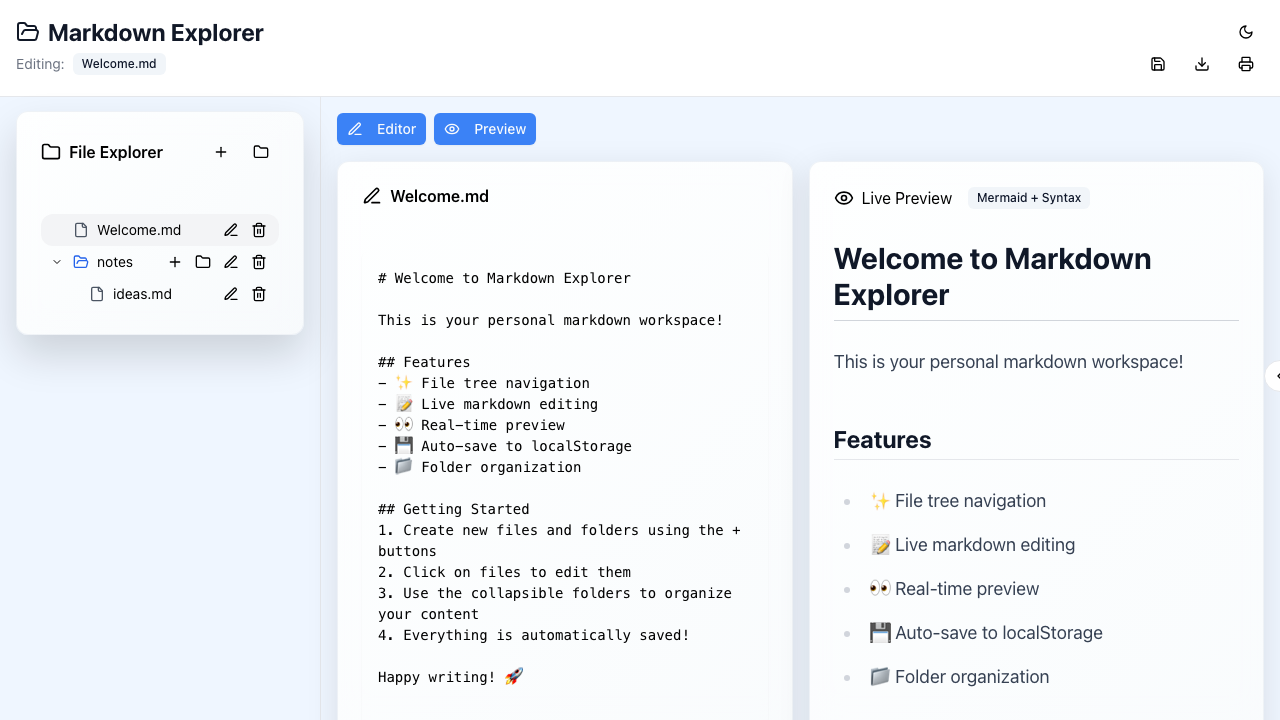 Markdown Explorer
Editing: Welcome.md
File Explorer
Welcome.md
notes
ideas.md
Editor
Preview
Welcome.md
# Welcome to Markdown Explorer
This is your personal markdown workspace!
## Features
- ✨ File tree navigation
- 📝 Live markdown editing
- 👀 Real-time preview
- 💾 Auto-save to localStorage
- 📁 Folder organization
## Getting Started
1. Create new files and folders using the +
buttons
2. Click on files to edit them
3. Use the collapsible folders to organize
your content
4. Everything is automatically saved!
Happy writing! 🚀
Live Preview
Mermaid + Syntax
Welcome to Markdown
Explorer
This is your personal markdown workspace!
Features
• ✨ File tree navigation
• 📝 Live markdown editing
• 👀 Real-time preview
• 💾 Auto-save to localStorage
• 📁 Folder organization